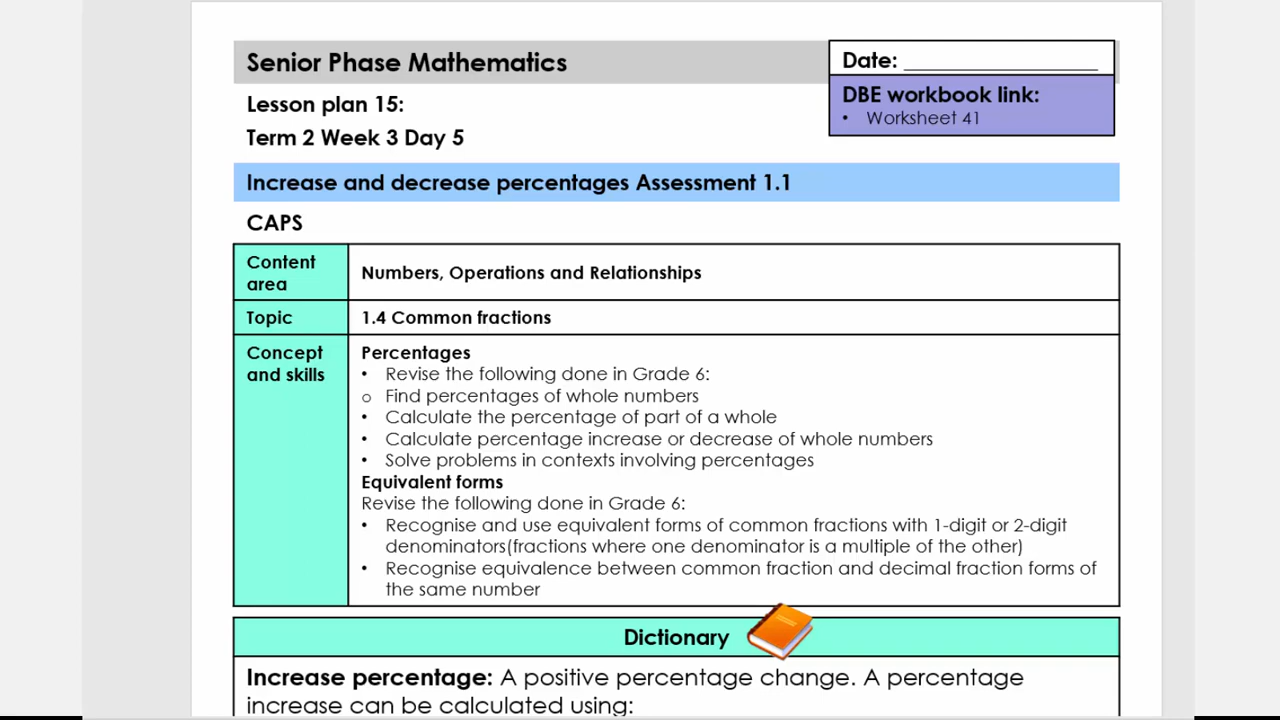 Senior Phase Mathematics
Date: ___________________
Lesson plan 15:
DBE workbook link:
• Worksheet 41
Term 2 Week 3 Day 5
Increase and decrease percentages Assessment 1.1
CAPS
Content
area
Numbers, Operations and Relationships
Topic
1.4 Common fractions
Concept
and skills
Percentages
• Revise the following done in Grade 6:
o Find percentages of whole numbers
• Calculate the percentage of part of a whole
• Calculate percentage increase or decrease of whole numbers
• Solve problems in contexts involving percentages
Equivalent forms
Revise the following done in Grade 6:
• Recognise and use equivalent forms of common fractions with 1-digit or 2-digit
denominators(fractions where one denominator is a multiple of the other)
• Recognise equivalence between common fraction and decimal fraction forms of
the same number
Dictionary
Increase percentage: A positive percentage change. A percentage
increase can be calculated using: